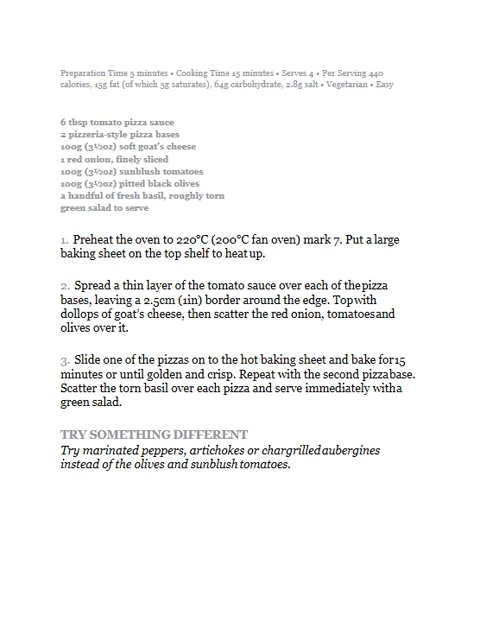 Preparation Time 5 minutes • Cooking Time 15 minutes • Serves 4 • Per Serving 440
calories, 15g fat (of which 5g saturates), 64g carbohydrate, 2.8g salt • Vegetarian • Easy
6 tbsp tomato pizza sauce
2 pizzeria-style pizza bases
100g (3½oz) soft goat's cheese
1 red onion, finely sliced
100g (3½oz) sunblush tomatoes
100g (3½oz) pitted black olives
a handful of fresh basil, roughly torn
green salad to serve
1. Preheat the oven to 220°C (200°C fan oven) mark 7. Put a large
baking sheet on the top shelf to heat up.
2. Spread a thin layer of the tomato sauce over each of the pizza
bases, leaving a 2.5cm (1in) border around the edge. Top with
dollops of goat's cheese, then scatter the red onion, tomatoes and
olives over it.
3. Slide one of the pizzas on to the hot baking sheet and bake for 15
minutes or until golden and crisp. Repeat with the second pizza base.
Scatter the torn basil over each pizza and serve immediately with a
green salad.
TRY SOMETHING DIFFERENT
Try marinated peppers, artichokes or chargrilled aubergines
instead of the olives and sunblush tomatoes.